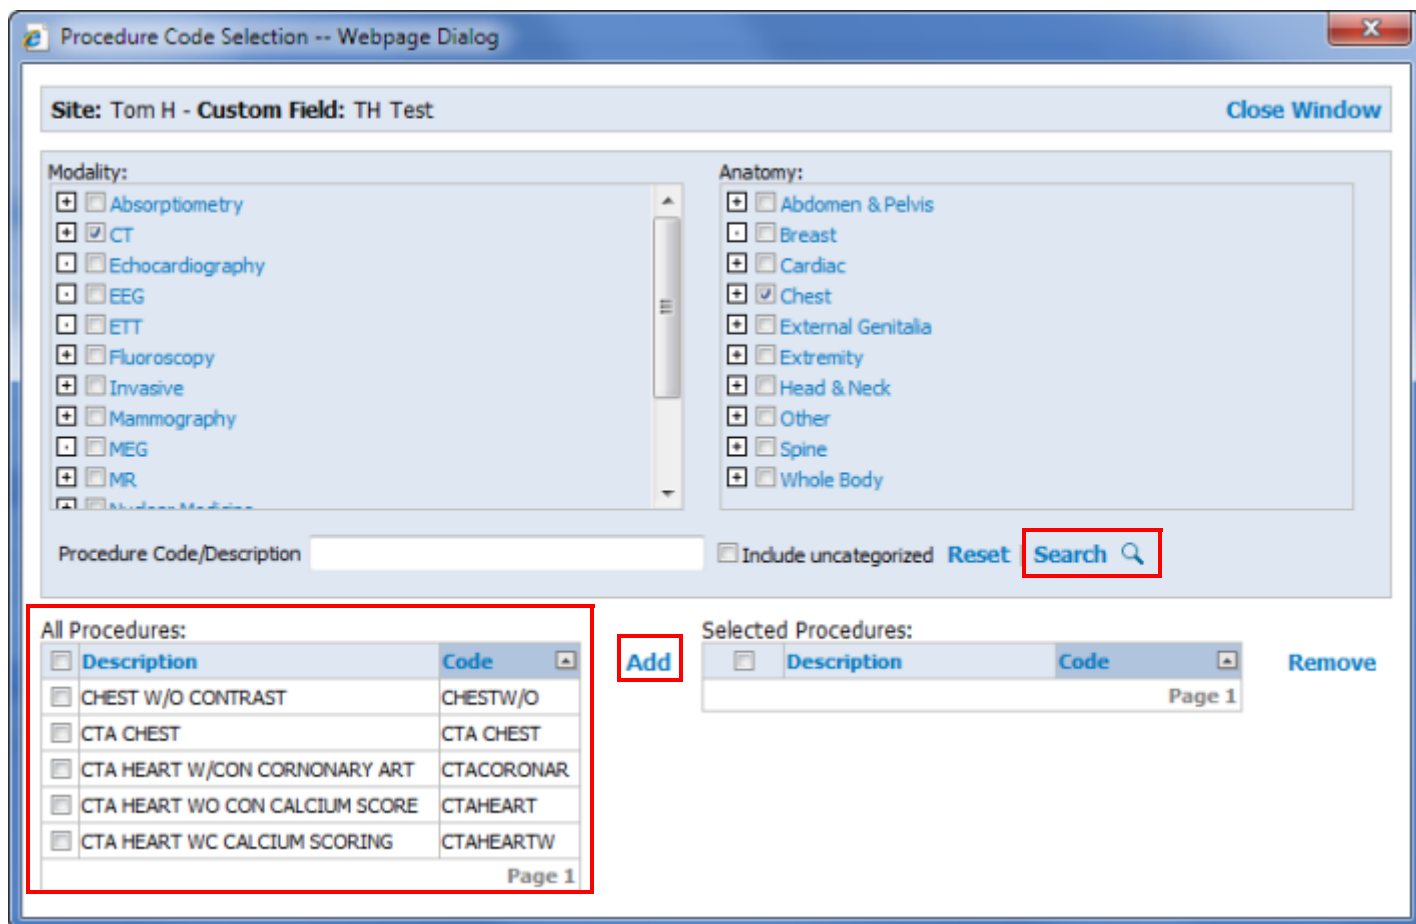 Procedure Code Selection -- Webpage Dialog
Site: Tom H - Custom Field: TH Test Close Window
Modality:
Absorptiometry
CT
Echocardiography
EEG
ETT
Fluoroscopy
Invasive
Mammography
MEG
MR
Nuclear Medicine
Anatomy:
Abdomen & Pelvis
Breast
Cardiac
Chest
External Genitalia
Extremity
Head & Neck
Other
Spine
Whole Body
Procedure Code/Description Include uncategorized Reset | Search
All Procedures:
Description Code
CHEST W/O CONTRAST CHESTW/O
CTA CHEST CTA CHEST
CTA HEART W/CON CORNONARY ART CTACORONAR
CTA HEART WO CON CALCIUM SCORE CTAHEART
CTA HEART WC CALCIUM SCORING CTAHEARTW
Page 1
Add
Selected Procedures:
Description Code
Page 1
Remove